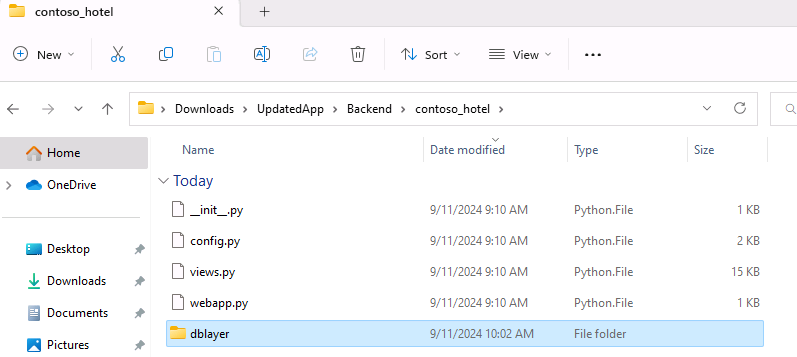 contoso_hotel
New
Sort
View
Downloads UpdatedApp Backend contoso_hotel
Home
OneDrive
Desktop
Downloads
Documents
Pictures
Name Date modified Type Size
Today
__init__.py 9/11/2024 9:10 AM Python.File 1 KB
config.py 9/11/2024 9:10 AM Python.File 2 KB
views.py 9/11/2024 9:10 AM Python.File 15 KB
webapp.py 9/11/2024 9:10 AM Python.File 1 KB
dblayer 9/11/2024 10:02 AM File folder